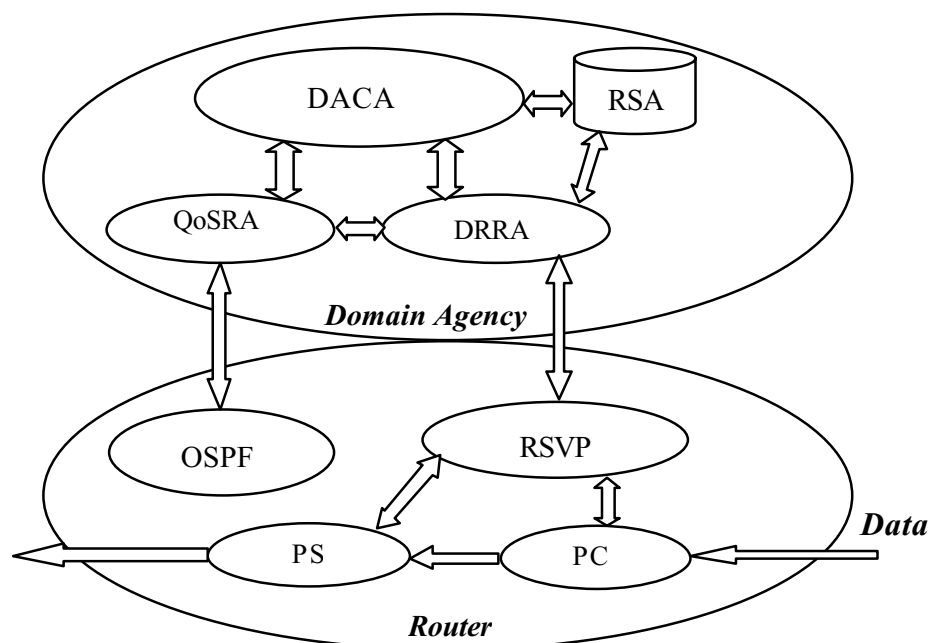 DACA
RSA
QoSRA
DRRA
Domain Agency
OSPF
RSVP
Data
PS
PC
Router